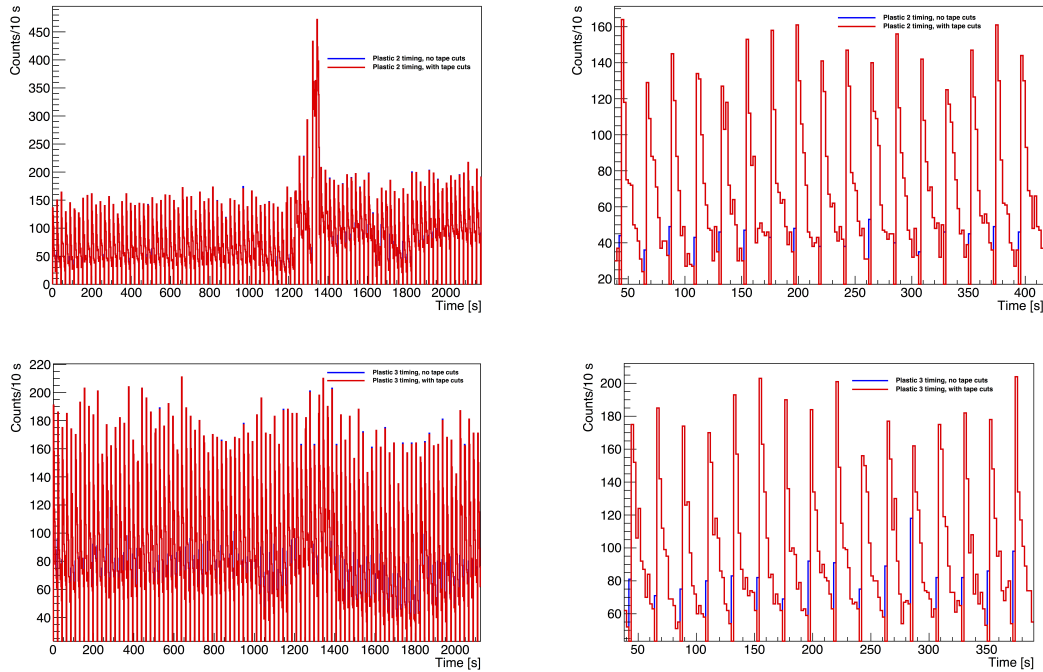 Counts/10 s
450
400
350
300
250
200
150
100
50
0
Plastic 2 timing, no tape cuts
Plastic 2 timing, with tape cuts
0 200 400 600 800 1000 1200 1400 1600 1800 2000
Time [s]
Counts/10 s
160
140
120
100
80
60
40
20
Plastic 2 timing, no tape cuts
Plastic 2 timing, with tape cuts
50 100 150 200 250 300 350 400
Time [s]
Counts/10 s
220
200
180
160
140
120
100
80
60
40
Plastic 3 timing, no tape cuts
Plastic 3 timing, with tape cuts
0 200 400 600 800 1000 1200 1400 1600 1800 2000
Time [s]
Counts/10 s
200
180
160
140
120
100
80
60
Plastic 3 timing, no tape cuts
Plastic 3 timing, with tape cuts
50 100 150 200 250 300 350
Time [s]